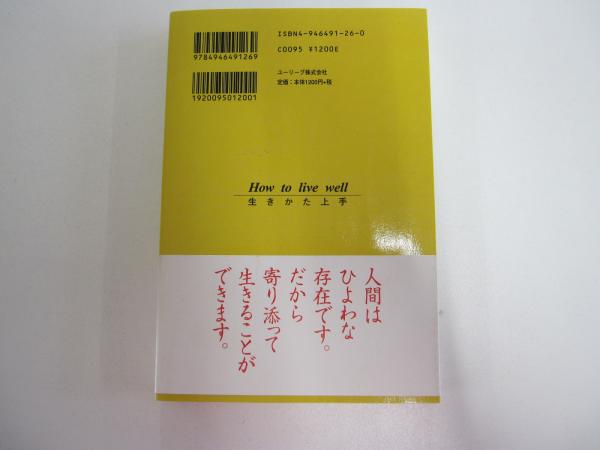 9784946491269
1920095012001
ISBN4-946491-26-0
C0095 ¥1200E
ユーリーグ株式会社
定価:本体1200円+税
How to live well
生きかた上手
人間は
ひよわな
存在です。
だから
寄り添って
生きることが
できます。